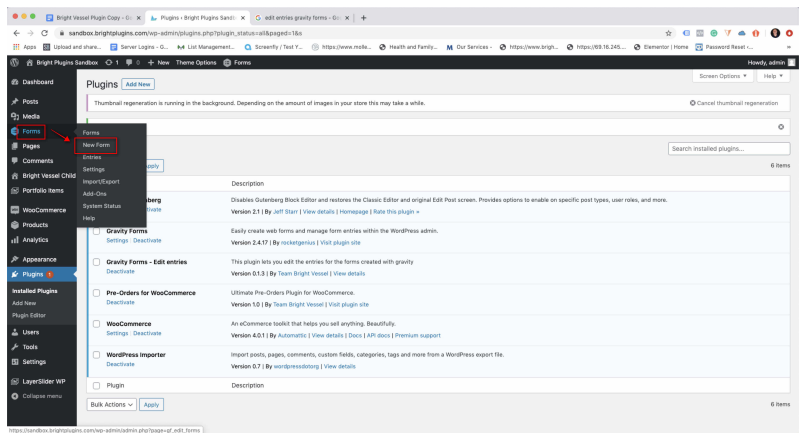 Bright Vessel Plugin Copy – Go
Plugins ‹ Bright Plugins Sandb
edit entries gravity forms - Go
sandbox.brightplugins.com/wp-admin/plugins.php?plugin_status=all&paged=1&s
Apps
Upload and share...
Server Logins - G...
List Management...
Screenfly / Test Y...
https://www.molle...
Health and Family...
Our Services -
https://www.brigh...
https://69.16.245....
Elementor | Home
Password Reset ‹...
»
Bright Plugins Sandbox
1
0
+ New
Theme Options
Forms
Howdy, admin
Dashboard
Posts
Media
Forms
Pages
Comments
Bright Vessel Child
Portfolio Items
WooCommerce
Products
Analytics
Appearance
Plugins 1
Installed Plugins
Add New
Plugin Editor
Users
Tools
Settings
LayerSlider WP
Collapse menu
Forms
New Form
Entries
Settings
Import/Export
Add-Ons
System Status
Help
Screen Options
Help
Plugins Add New
Thumbnail regeneration is running in the background. Depending on the amount of images in your store this may take a while.
Cancel thumbnail regeneration
Search installed plugins...
6 items
Description
Disables Gutenberg Block Editor and restores the Classic Editor and original Edit Post screen. Provides options to enable on specific post types, user roles, and more.
Version 2.1 | By Jeff Starr | View details | Homepage | Rate this plugin »
Gravity Forms
Settings | Deactivate
Easily create web forms and manage form entries within the WordPress admin.
Version 2.4.17 | By rocketgenius | Visit plugin site
Gravity Forms - Edit entries
Deactivate
This plugin lets you edit the entries for the forms created with gravity
Version 0.1.3 | By Team Bright Vessel | View details
Pre-Orders for WooCommerce
Deactivate
Ultimate Pre-Orders Plugin for WooCommerce.
Version 1.0 | By Team Bright Vessel | Visit plugin site
WooCommerce
Settings | Deactivate
An eCommerce toolkit that helps you sell anything. Beautifully.
Version 4.0.1 | By Automattic | View details | Docs | API docs | Premium support
WordPress Importer
Deactivate
Import posts, pages, comments, custom fields, categories, tags and more from a WordPress export file.
Version 0.7 | By wordpressdotorg | View details
Plugin
Description
Bulk Actions
Apply
6 items
https://sandbox.brightplugins.com/wp-admin/admin.php?page=gf_edit_forms